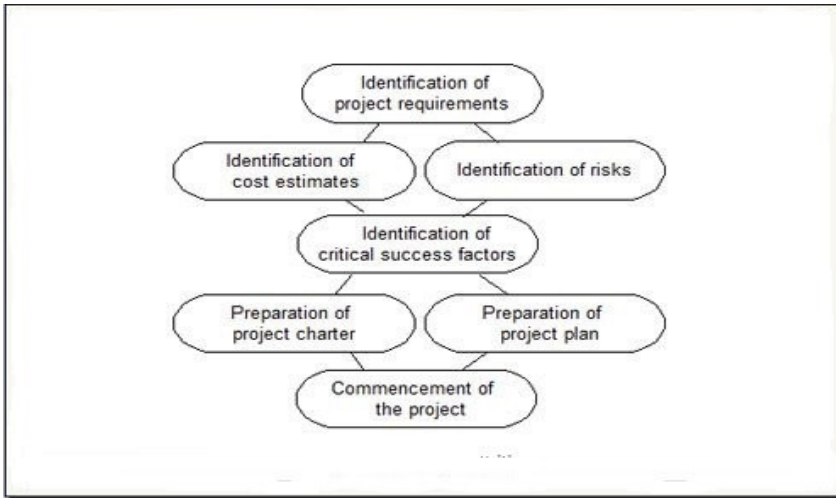 Identification of
project requirements
Identification of
cost estimates
Identification of risks
Identification of
critical success factors
Preparation of
project charter
Preparation of
project plan
Commencement of
the project